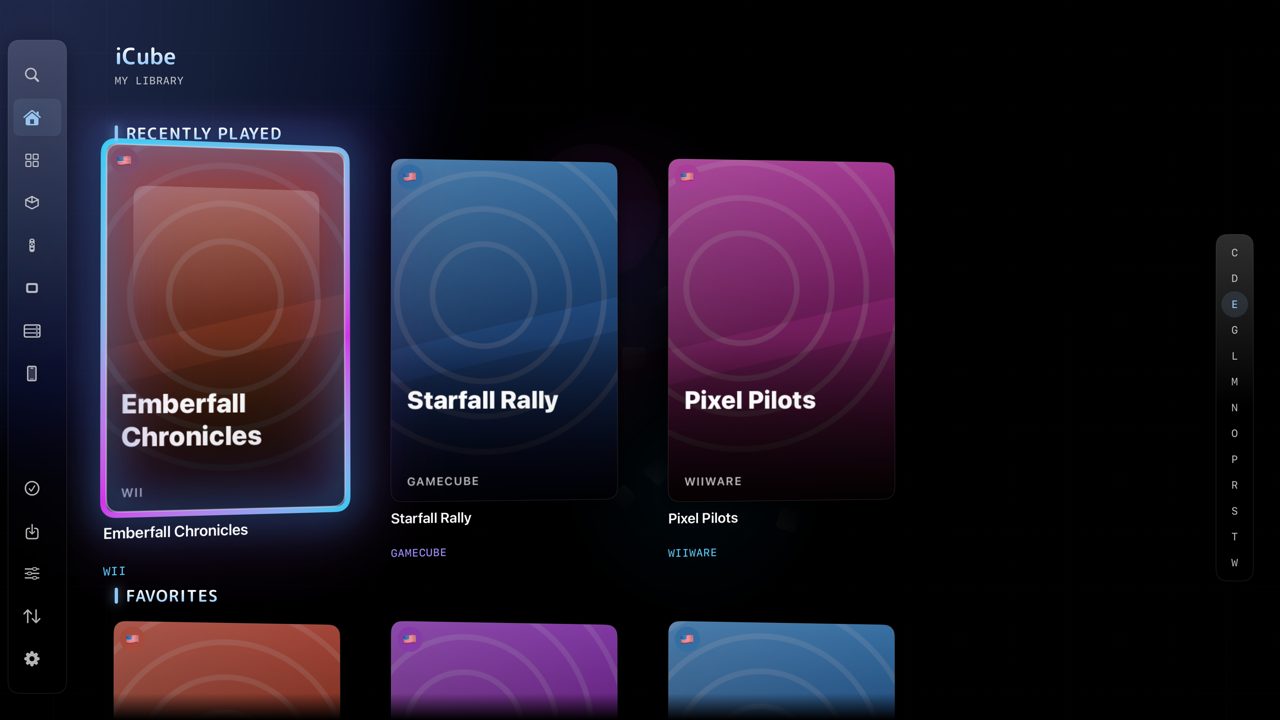 iCube
MY LIBRARY
RECENTLY PLAYED
Emberfall
Chronicles
WII
Emberfall Chronicles
WII
Starfall Rally
GAMECUBE
Starfall Rally
GAMECUBE
Pixel Pilots
WIIWARE
Pixel Pilots
WIIWARE
FAVORITES
C
D
E
G
L
M
N
O
P
R
S
T
W